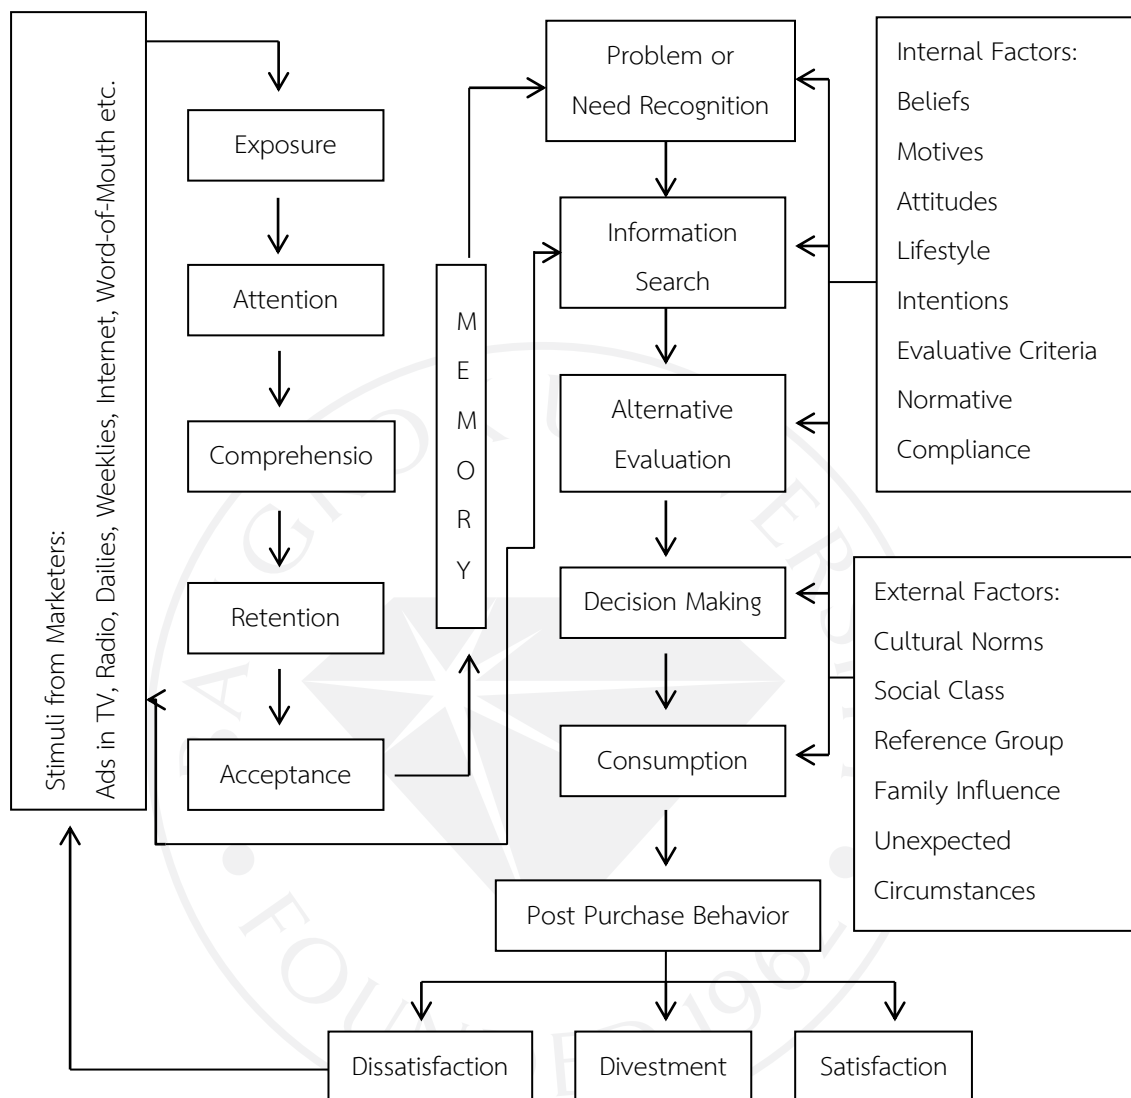 Stimuli from Marketers:
Ads in TV, Radio, Dailies, Weeklies, Internet, Word-of-Mouth etc.
Exposure
Attention
Comprehensio
Retention
Acceptance
M
E
M
O
R
Y
Problem or
Need Recognition
Information
Search
Alternative
Evaluation
Decision Making
Consumption
Post Purchase Behavior
Dissatisfaction
Divestment
Satisfaction
Internal Factors:
Beliefs
Motives
Attitudes
Lifestyle
Intentions
Evaluative Criteria
Normative
Compliance
External Factors:
Cultural Norms
Social Class
Reference Group
Family Influence
Unexpected
Circumstances